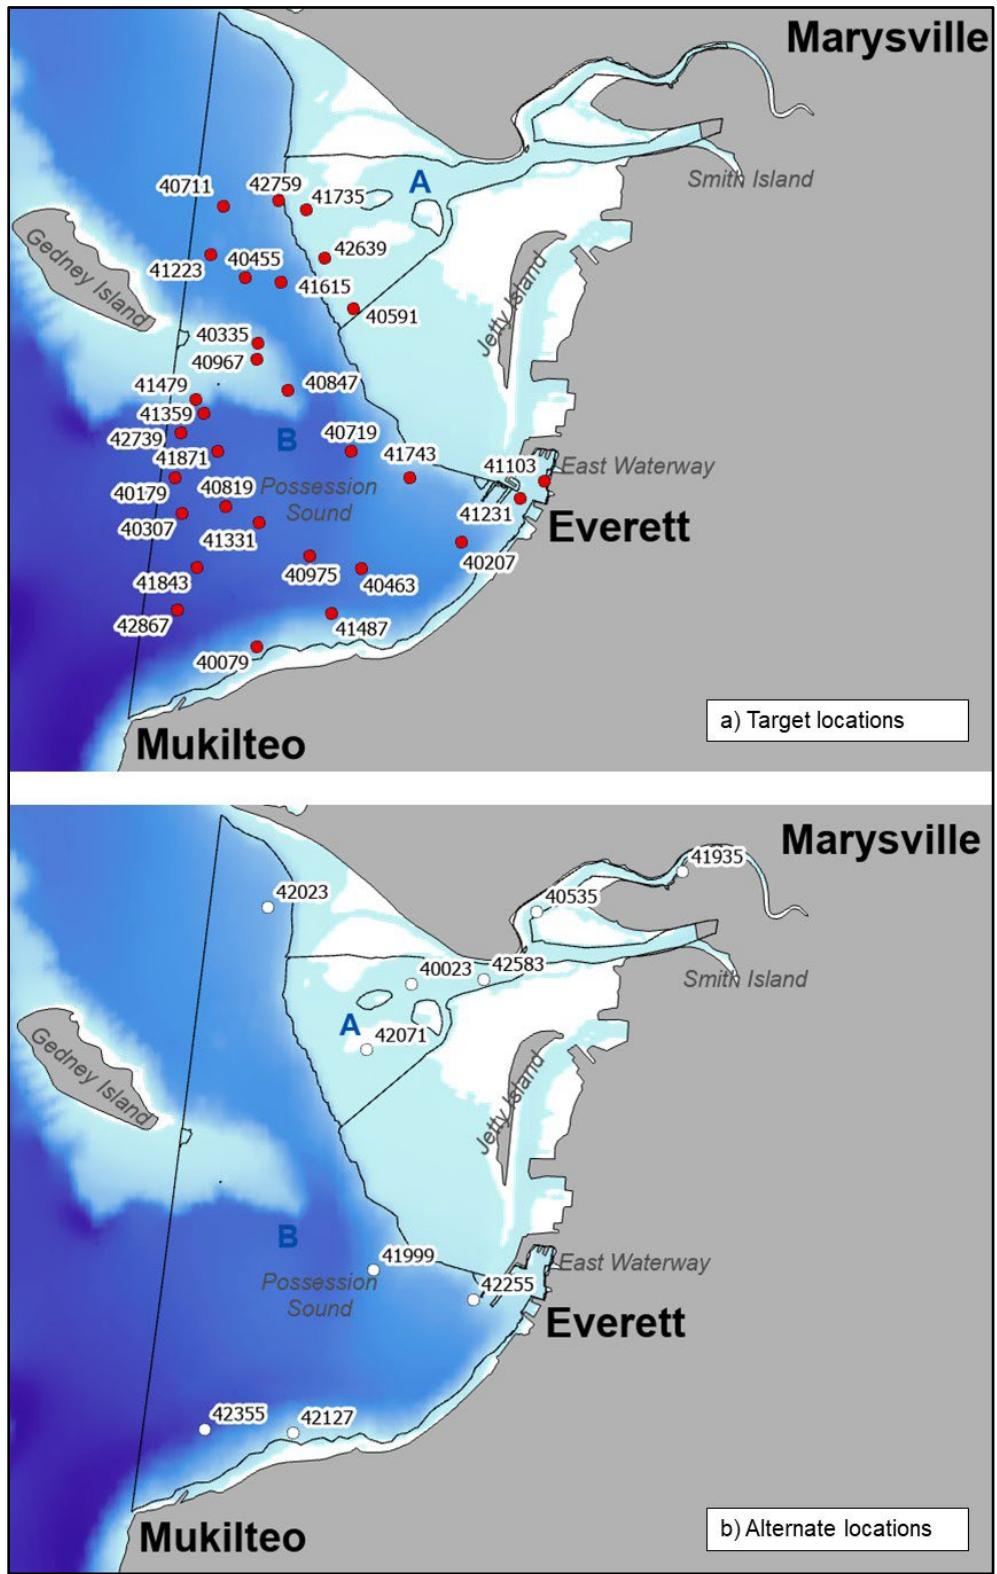 Marysville
A
Smith Island
40711
42759
41735
Gedney Island
41223
40455
42639
41615
40591
Jetty Island
40335
40967
40847
41479
41359
42739
B
40719
41871
41743
41103
East Waterway
40179
40819
Possession
Sound
41231
Everett
40307
41331
40975
40463
40207
41843
42867
41487
40079
a) Target locations
Mukilteo
Marysville
41935
42023
40535
40023
42583
Smith Island
A
42071
Gedney Island
Jetty Island
B
41999
East Waterway
Possession
Sound
42255
Everett
42355
42127
b) Alternate locations
Mukilteo